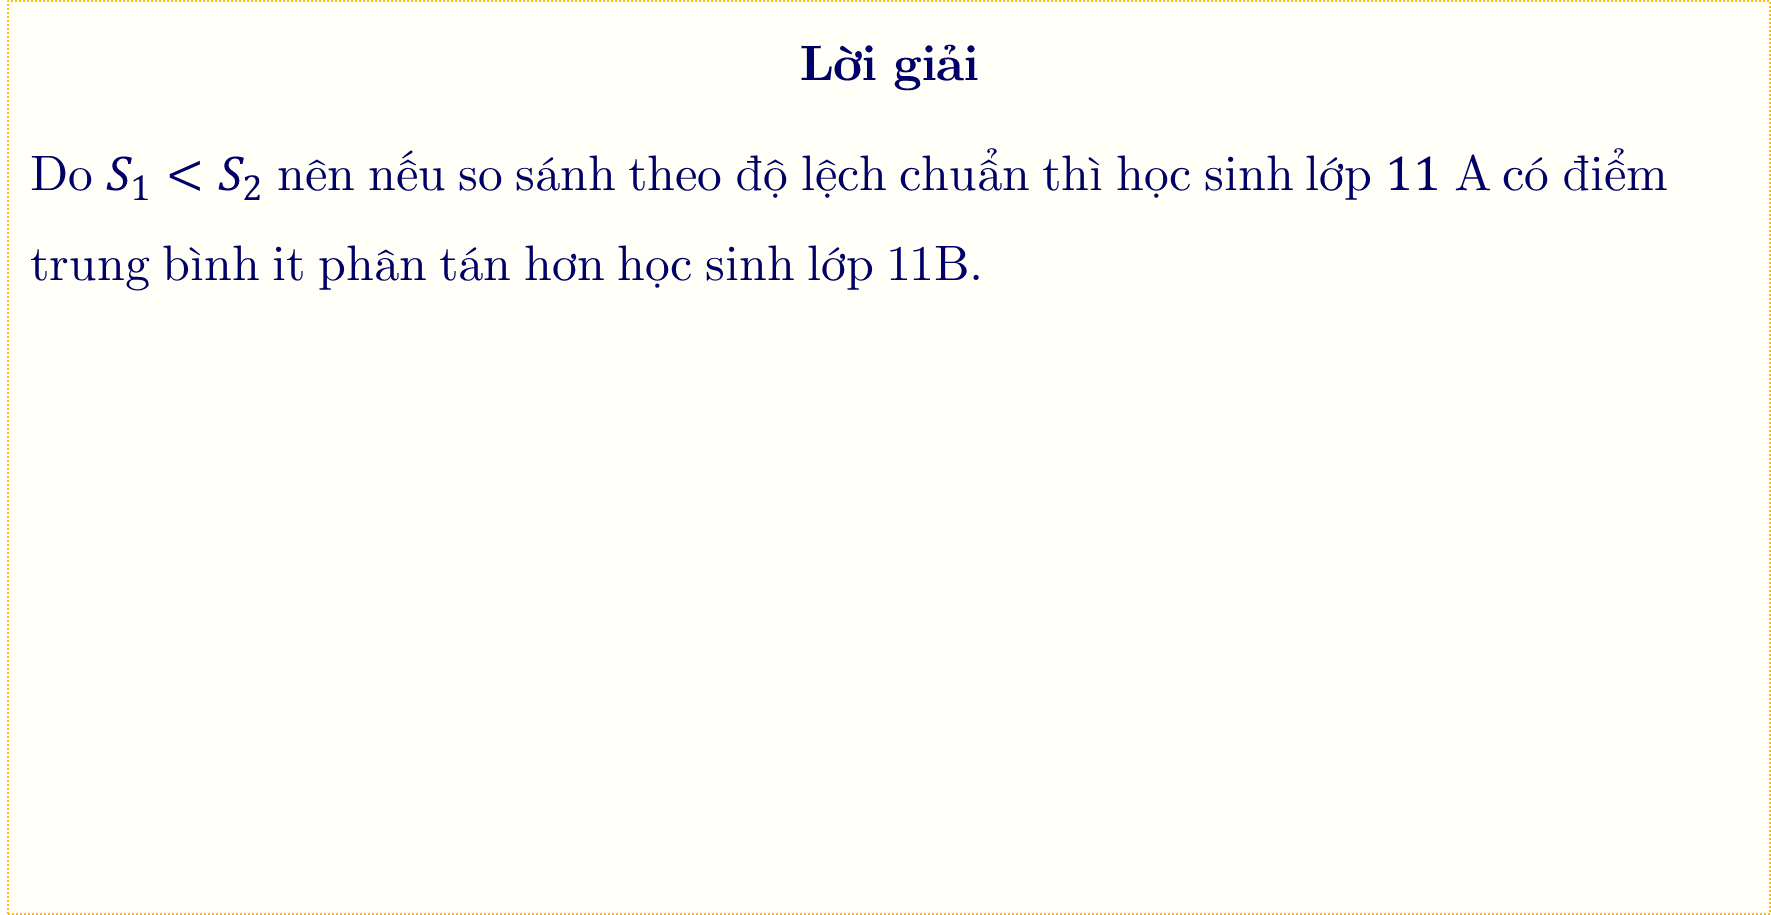 Lời giải
Do S₁ < S₂ nên nếu so sánh theo độ lệch chuẩn thì học sinh lớp 11 A có điểm
trung bình it phân tán hơn học sinh lớp 11B.